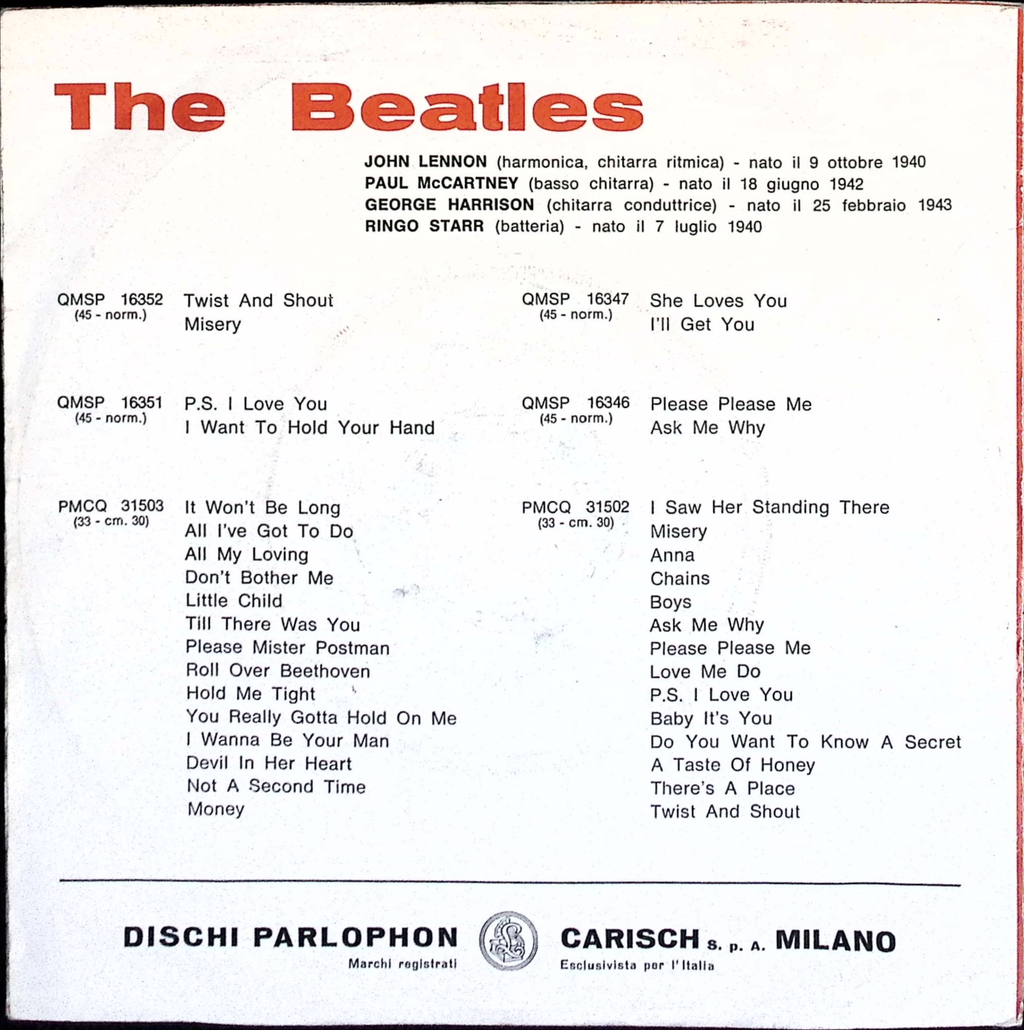 The Beatles
JOHN LENNON (harmonica, chitarra ritmica) - nato il 9 ottobre 1940
PAUL McCARTNEY (basso chitarra) - nato il 18 giugno 1942
GEORGE HARRISON (chitarra conduttrice) - nato il 25 febbraio 1943
RINGO STARR (batteria) - nato il 7 luglio 1940
QMSP 16352 Twist And Shout
(45 - norm.)
Misery
QMSP 16347 She Loves You
(45 - norm.)
I'll Get You
QMSP 16351 P.S. I Love You
(45 - norm.)
I Want To Hold Your Hand
QMSP 16346 Please Please Me
(45 - norm.)
Ask Me Why
PMCQ 31503 It Won't Be Long
(33 - cm. 30)
All I've Got To Do
All My Loving
Don't Bother Me
Little Child
Till There Was You
Please Mister Postman
Roll Over Beethoven
Hold Me Tight
You Really Gotta Hold On Me
I Wanna Be Your Man
Devil In Her Heart
Not A Second Time
Money
PMCQ 31502 I Saw Her Standing There
(33 - cm. 30)
Misery
Anna
Chains
Boys
Ask Me Why
Please Please Me
Love Me Do
P.S. I Love You
Baby It's You
Do You Want To Know A Secret
A Taste Of Honey
There's A Place
Twist And Shout
DISCHI PARLOPHON
Marchi registrati
CARISCH S. p. A. MILANO
Esclusivista per l'Italia